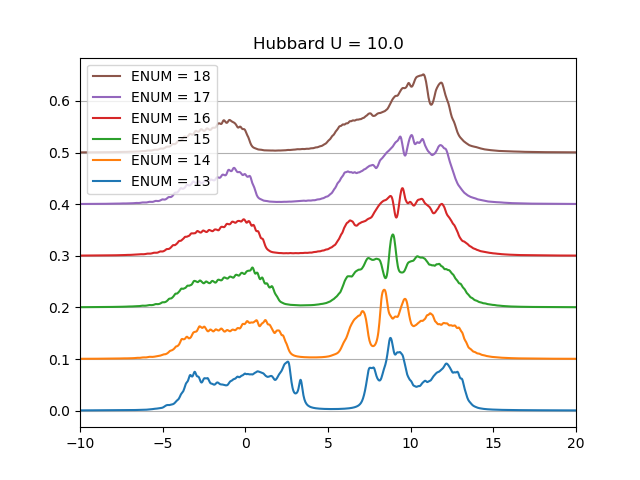 Hubbard U = 10.0
ENUM = 18
ENUM = 17
ENUM = 16
ENUM = 15
ENUM = 14
ENUM = 13
0.6
0.5
0.4
0.3
0.2
0.1
0.0
−10 −5 0 5 10 15 20